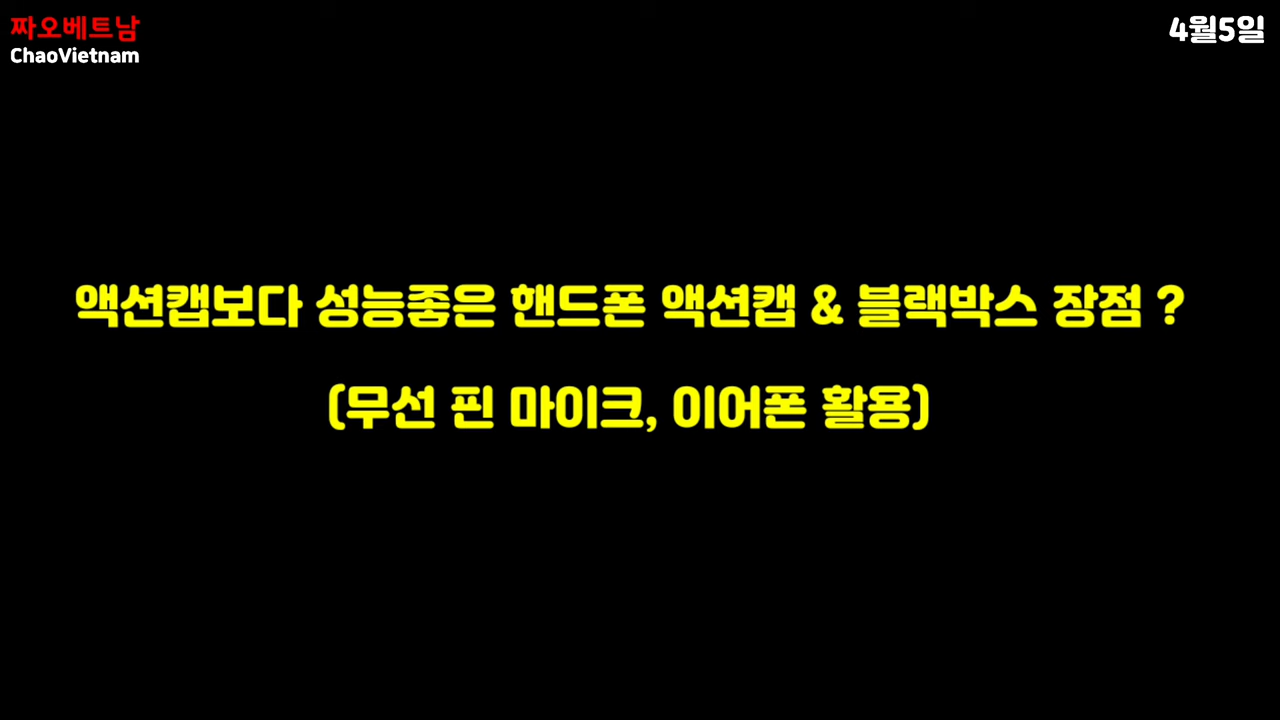 짜오베트남
ChaoVietnam
4월5일
액션캡보다 성능좋은 핸드폰 액션캡 & 블랙박스 장점 ?
(무선 핀 마이크, 이어폰 활용)